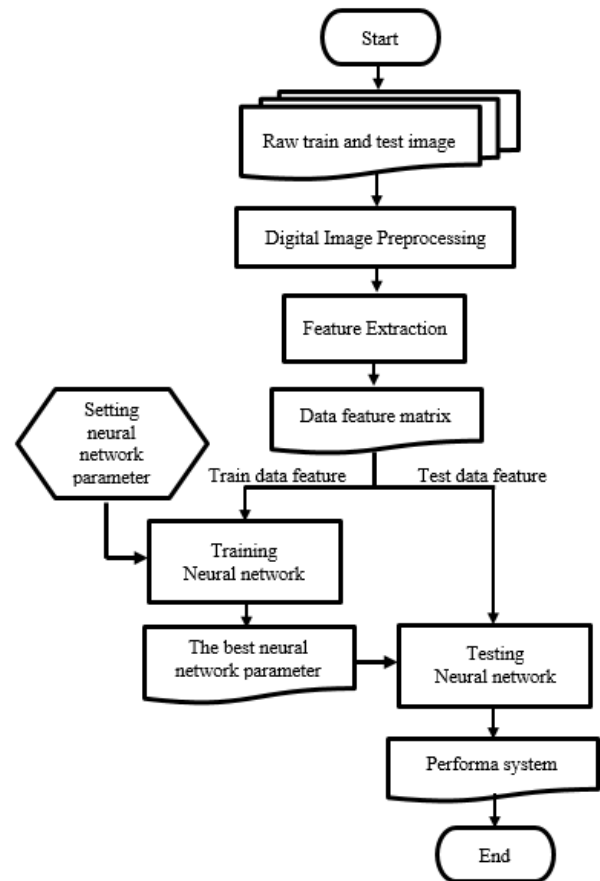 Start
Raw train and test image
Digital Image Preprocessing
Feature Extraction
Setting
neural
network
parameter
Data feature matrix
Train data feature
Test data feature
Training
Neural network
The best neural
network parameter
Testing
Neural network
Performa system
End